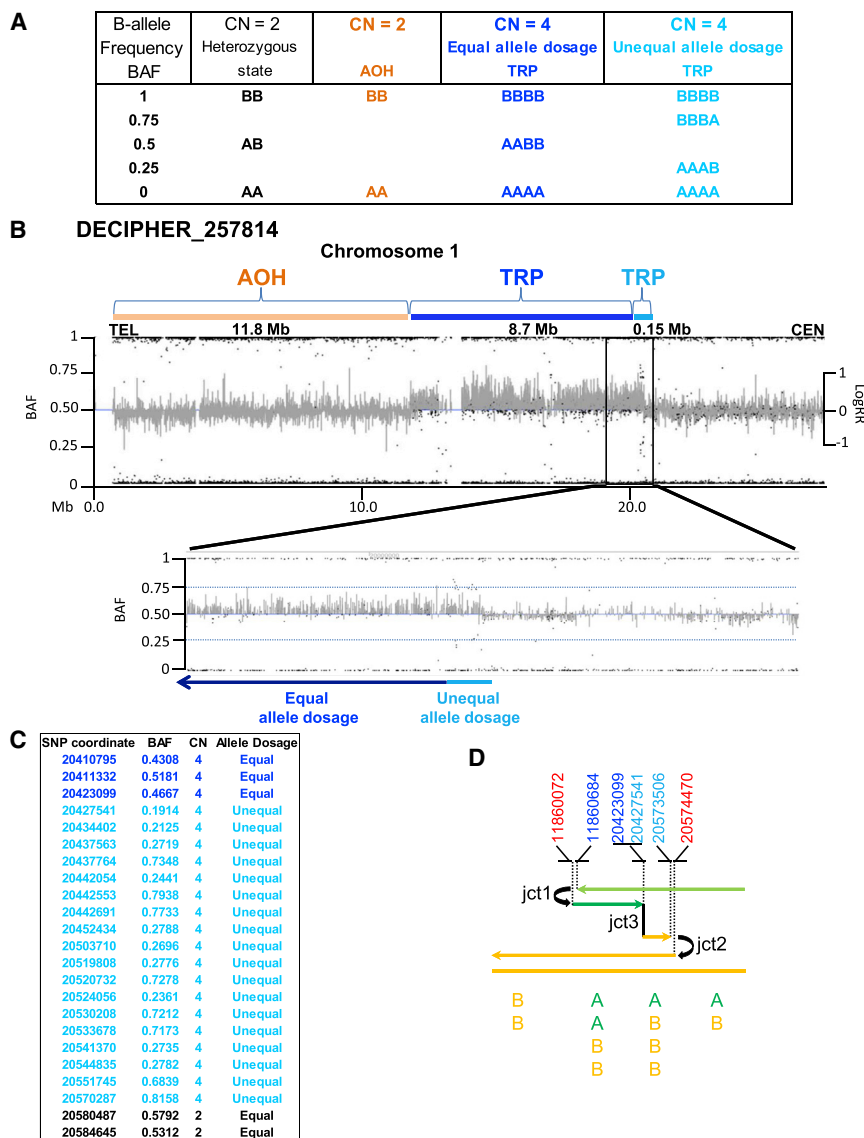 A
B-allele Frequency BAF | CN = 2 Heterozygous state | CN = 2 AOH | CN = 4 Equal allele dosage TRP | CN = 4 Unequal allele dosage TRP
1 BB BB BBBB BBBB
0.75 BBBA
0.5 AB AABB
0.25 AAAB
0 AA AA AAAA AAAA
B DECIPHER_257814
Chromosome 1
AOH TRP TRP
TEL 11.8 Mb 8.7 Mb 0.15 Mb CEN
1
0.75
0.50
0.25
0
BAF
1
0
-1
LogRR
Mb 0.0 10.0 20.0
1
0.75
0.50
0.25
0
BAF
Equal allele dosage
Unequal allele dosage
C
SNP coordinate BAF CN Allele Dosage
20410795 0.4308 4 Equal
20411332 0.5181 4 Equal
20423099 0.4667 4 Equal
20427541 0.1914 4 Unequal
20434402 0.2125 4 Unequal
20437563 0.2719 4 Unequal
20437764 0.7348 4 Unequal
20442054 0.2441 4 Unequal
20442553 0.7938 4 Unequal
20442691 0.7733 4 Unequal
20452434 0.2788 4 Unequal
20503710 0.2696 4 Unequal
20519808 0.2776 4 Unequal
20520732 0.7278 4 Unequal
20524056 0.2361 4 Unequal
20530208 0.7212 4 Unequal
20533678 0.7173 4 Unequal
20541370 0.2735 4 Unequal
20544835 0.2782 4 Unequal
20551745 0.6839 4 Unequal
20570287 0.8158 4 Unequal
20580487 0.5792 2 Equal
20584645 0.5312 2 Equal
D
11860072
11860684
20423099
20427541
20573506
20574470
jct1
jct3
jct2
B A A A
B A B B
B B
B B